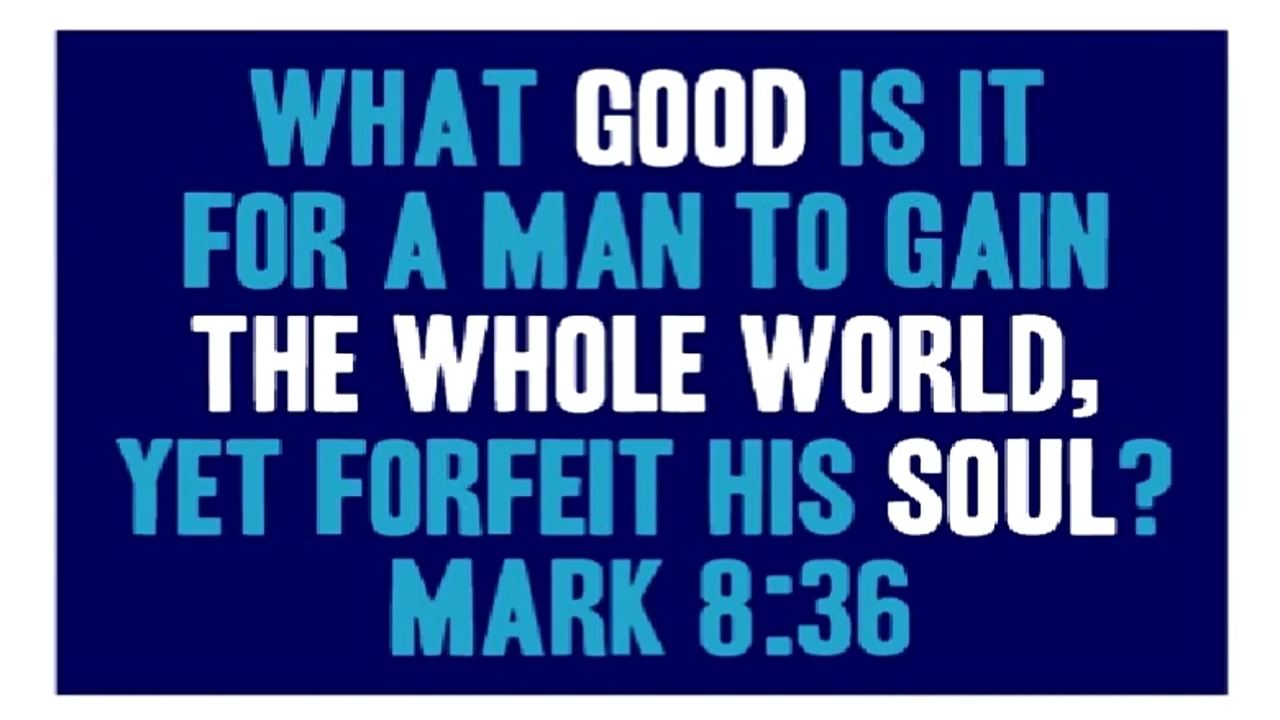 WHAT GOOD IS IT
FOR A MAN TO GAIN
THE WHOLE WORLD,
YET FORFEIT HIS SOUL?
MARK 8:36